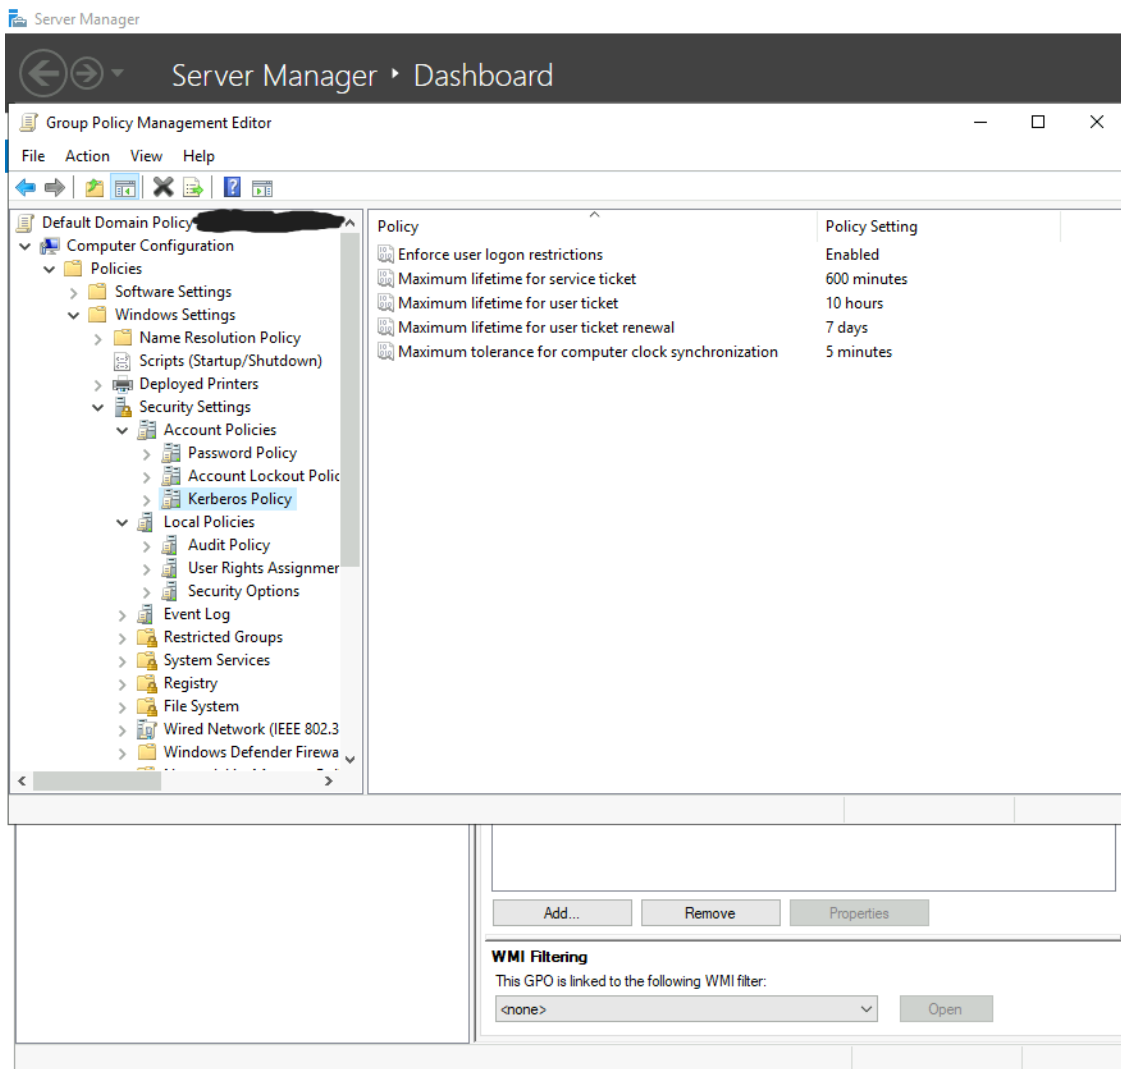 Server Manager
Server Manager • Dashboard
Group Policy Management Editor
File Action View Help
Default Domain Policy
Computer Configuration
Policies
Software Settings
Windows Settings
Name Resolution Policy
Scripts (Startup/Shutdown)
Deployed Printers
Security Settings
Account Policies
Password Policy
Account Lockout Polic
Kerberos Policy
Local Policies
Audit Policy
User Rights Assignmer
Security Options
Event Log
Restricted Groups
System Services
Registry
File System
Wired Network (IEEE 802.3
Windows Defender Firewa
Policy Policy Setting
Enforce user logon restrictions Enabled
Maximum lifetime for service ticket 600 minutes
Maximum lifetime for user ticket 10 hours
Maximum lifetime for user ticket renewal 7 days
Maximum tolerance for computer clock synchronization 5 minutes
Add... Remove Properties
WMI Filtering
This GPO is linked to the following WMI filter:
<none> Open